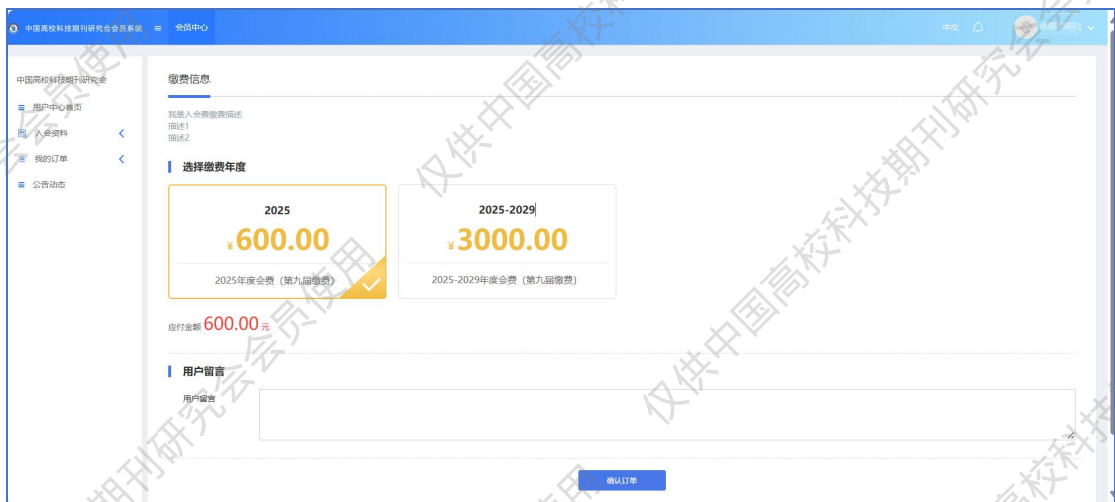 中国高校科技期刊研究会会员系统 会员中心 中文
中国高校科技期刊研究会
用户中心首页
入会资料
我的订单
公告动态
缴费信息
我是入会费缴费描述
描述1
描述2
选择缴费年度
2025
¥600.00
2025年度会费（第九届缴费）
2025-2029
¥3000.00
2025-2029年度会费（第九届缴费）
应付金额 600.00 元
用户留言
用户留言
确认订单
仅供中国高校科技期刊研究会会员使用